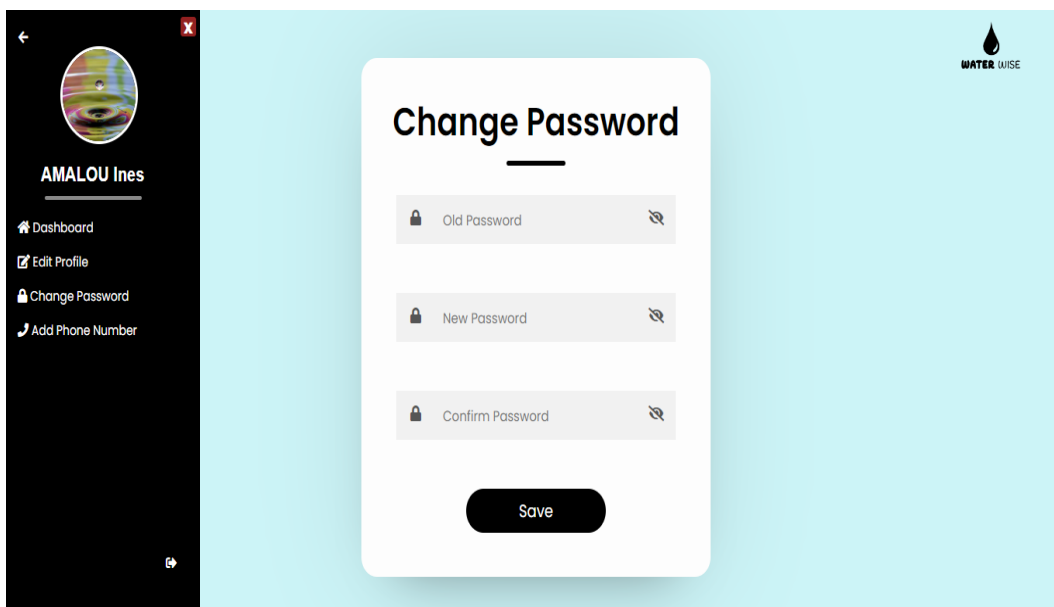 X
AMALOU Ines
Dashboard
Edit Profile
Change Password
Add Phone Number
WATER WISE
Change Password
Old Password
New Password
Confirm Password
Save